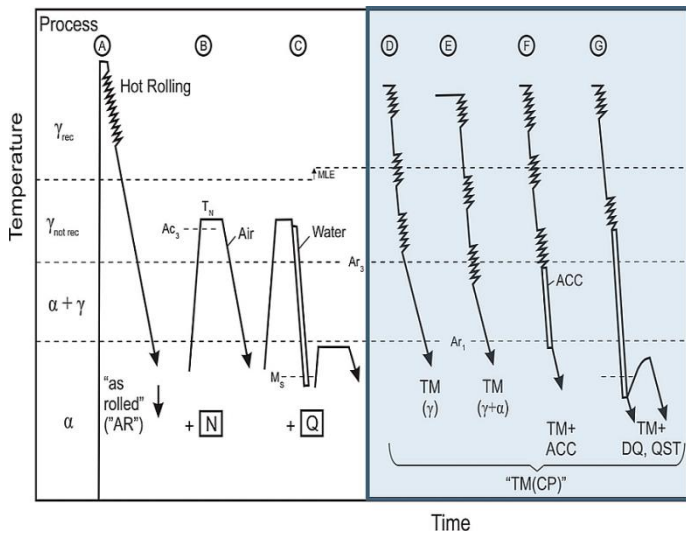 Process
A B C D E F G
Hot Rolling
Temperature
γrec
MLE
TN
γnot rec
Ac3
Air
Water
Ar3
ACC
α + γ
Ar1
MS
"as
rolled"
("AR")
α
+ N
+ Q
TM
(γ)
TM
(γ+α)
TM+
ACC
TM+
DQ, QST
"TM(CP)"
Time